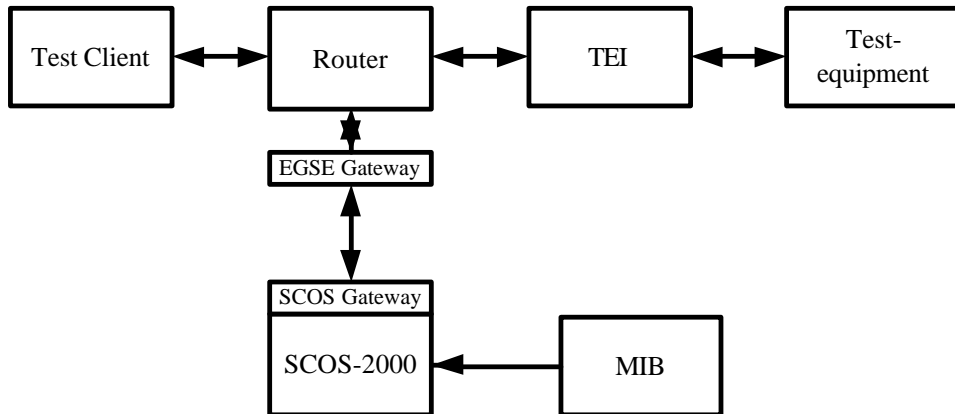 Test Client
Router
TEI
Test-
equipment
EGSE Gateway
SCOS Gateway
SCOS-2000
MIB